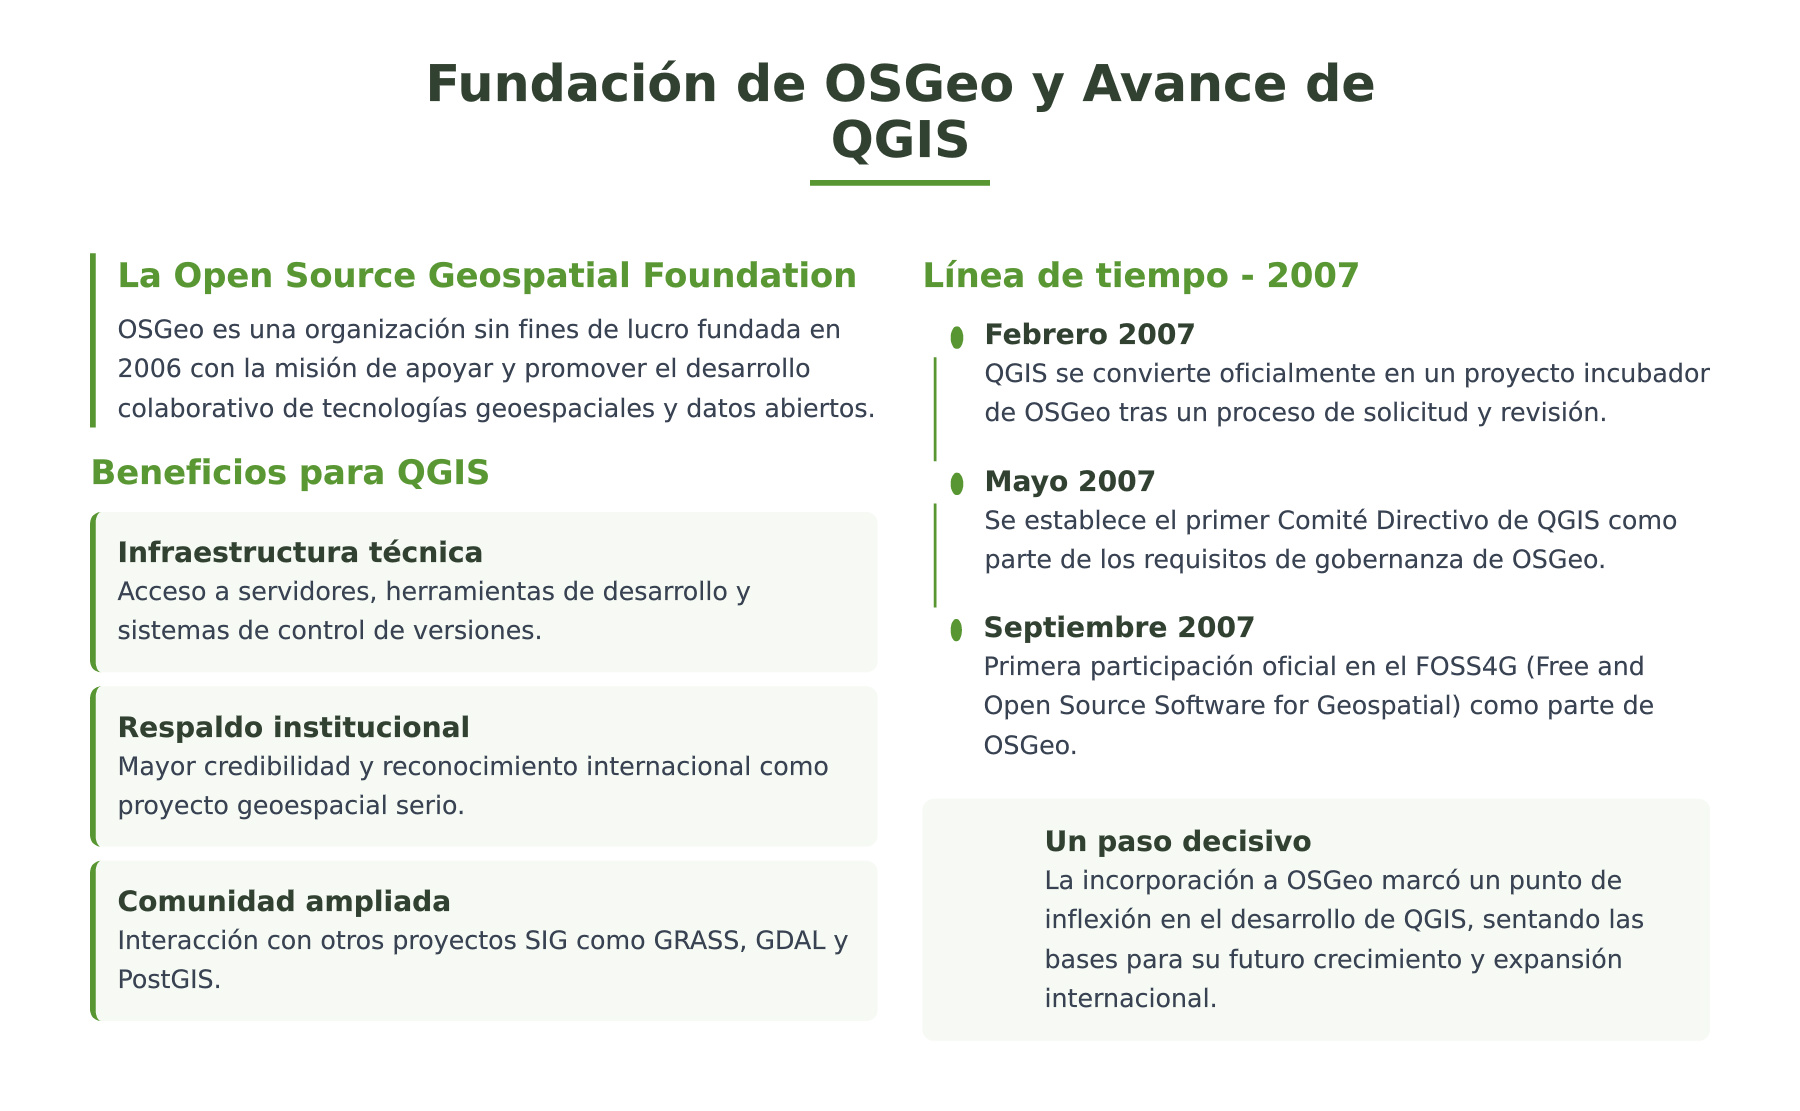 Fundación de OSGeo y Avance de
QGIS
La Open Source Geospatial Foundation
OSGeo es una organización sin fines de lucro fundada en
2006 con la misión de apoyar y promover el desarrollo
colaborativo de tecnologías geoespaciales y datos abiertos.
Beneficios para QGIS
Infraestructura técnica
Acceso a servidores, herramientas de desarrollo y
sistemas de control de versiones.
Respaldo institucional
Mayor credibilidad y reconocimiento internacional como
proyecto geoespacial serio.
Comunidad ampliada
Interacción con otros proyectos SIG como GRASS, GDAL y
PostGIS.
Línea de tiempo - 2007
Febrero 2007
QGIS se convierte oficialmente en un proyecto incubador
de OSGeo tras un proceso de solicitud y revisión.
Mayo 2007
Se establece el primer Comité Directivo de QGIS como
parte de los requisitos de gobernanza de OSGeo.
Septiembre 2007
Primera participación oficial en el FOSS4G (Free and
Open Source Software for Geospatial) como parte de
OSGeo.
Un paso decisivo
La incorporación a OSGeo marcó un punto de
inflexión en el desarrollo de QGIS, sentando las
bases para su futuro crecimiento y expansión
internacional.